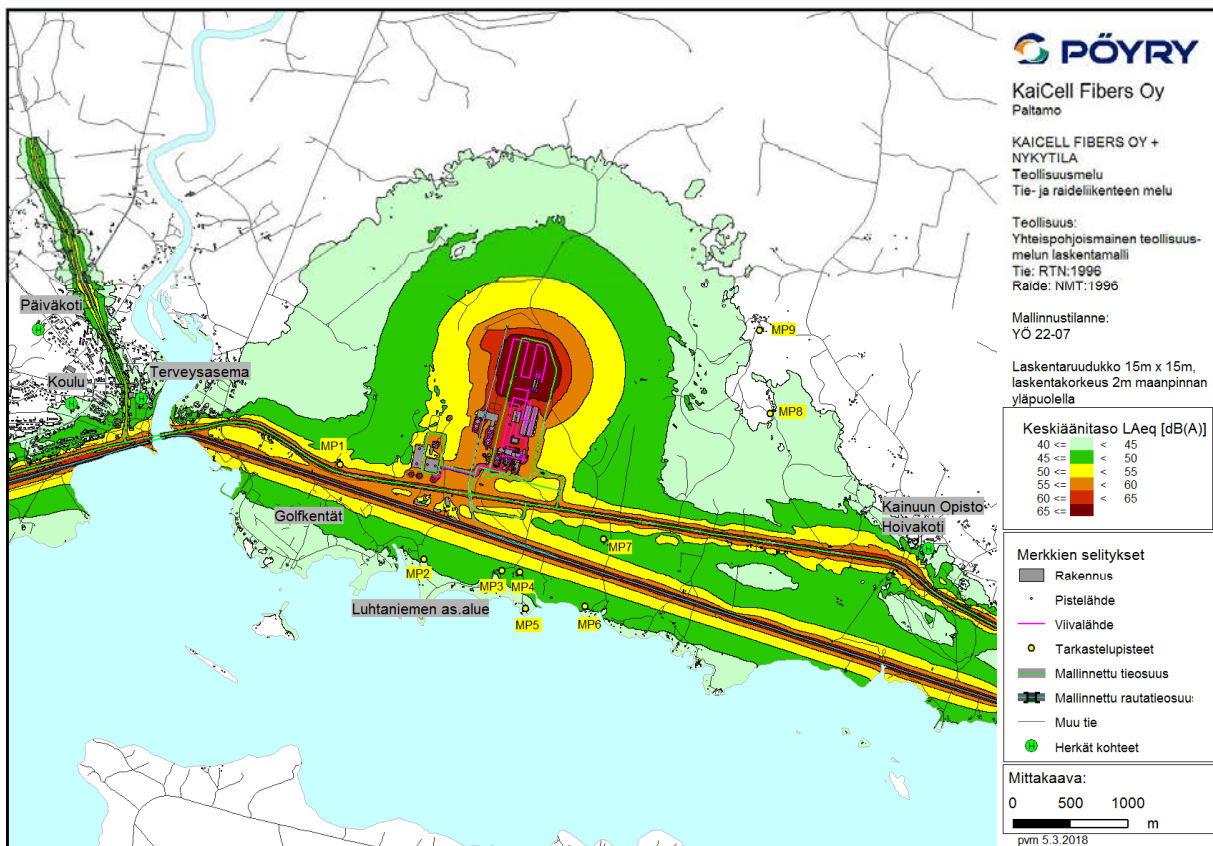 PÖYRY
KaiCell Fibers Oy
Paltamo
KAICELL FIBERS OY +
NYKYTILA
Teollisuusmelu
Tie- ja raideliikenteen melu
Teollisuus:
Yhteispohjoismainen teollisuus-
melun laskentamalli
Tie: RTN:1996
Raide: NMT:1996
Mallinnustilanne:
YÖ 22-07
Laskentaruudukko 15m x 15m,
laskentakorkeus 2m maanpinnan
yläpuolella
Keskiäänitaso LAeq [dB(A)]
40 <= < 45
45 <= < 50
50 <= < 55
55 <= < 60
60 <= < 65
65 <=
Merkkien selitykset
Rakennus
Pistelähde
Viivalähde
Tarkastelupisteet
Mallinnettu tieosuus
Mallinnettu rautatieosuu
Muu tie
H Herkät kohteet
Mittakaava:
0 500 1000
m
pvm 5.3.2018
Päiväkoti
H
Koulu
H
Terveysasema
H
MP9
MP8
MP1
Golfkentät
Kainuun Opisto
Hoivakoti
H
MP7
MP2
MP3
MP4
Luhtaniemen as.alue
MP5
MP6